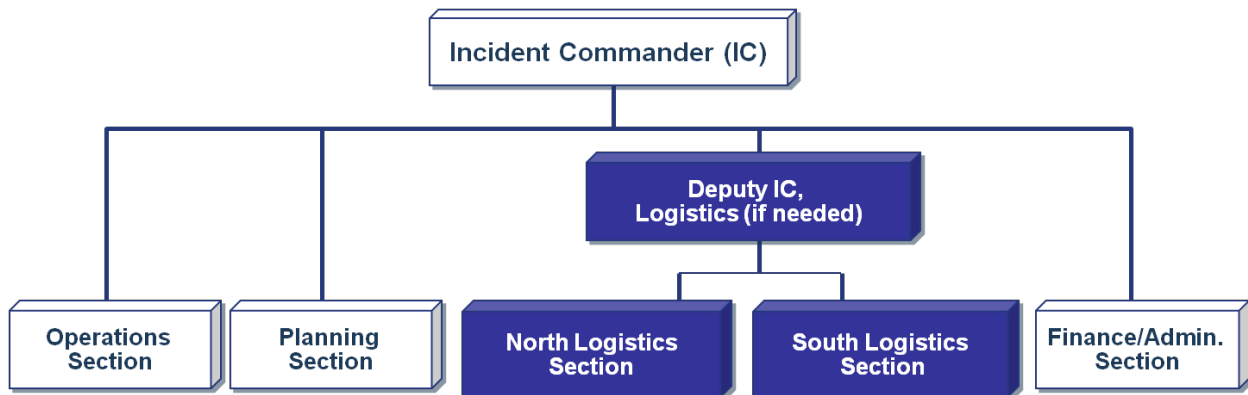 Incident Commander (IC)
Deputy IC,
Logistics (if needed)
Operations
Section
Planning
Section
North Logistics
Section
South Logistics
Section
Finance/Admin.
Section